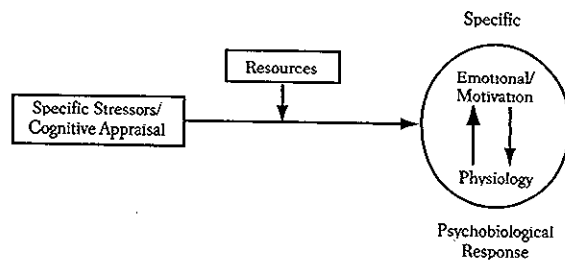 Specific
Resources
Emotional/
Motivation
Specific Stressors/
Cognitive Appraisal
Physiology
Psychobiological
Response